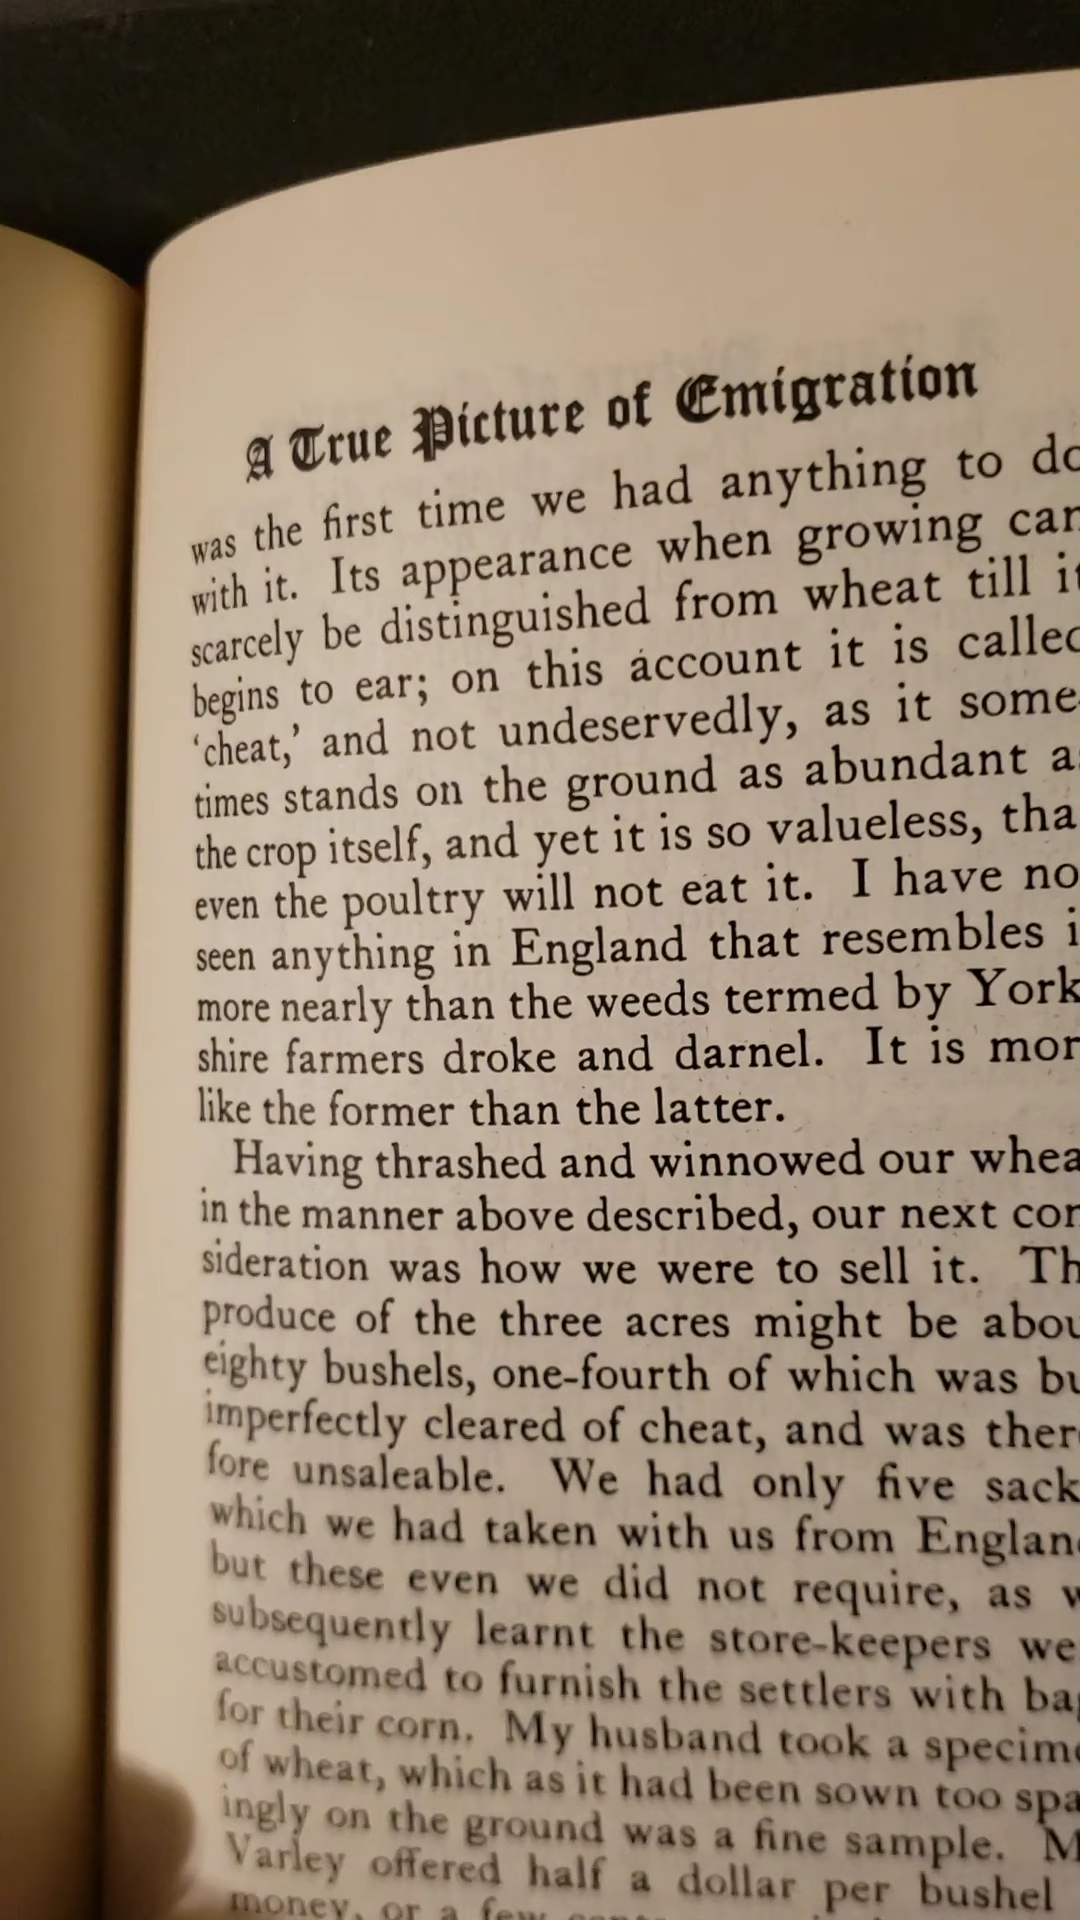 A True Picture of Emigration
was the first time we had anything to do
with it. Its appearance when growing can
scarcely be distinguished from wheat till it
begins to ear; on this account it is called
‘cheat,’ and not undeservedly, as it some-
times stands on the ground as abundant as
the crop itself, and yet it is so valueless, tha
even the poultry will not eat it. I have no
seen anything in England that resembles i
more nearly than the weeds termed by York
shire farmers droke and darnel. It is mor
like the former than the latter.
Having thrashed and winnowed our whea
in the manner above described, our next con
sideration was how we were to sell it. Th
produce of the three acres might be abou
eighty bushels, one-fourth of which was bu
imperfectly cleared of cheat, and was there
fore unsaleable. We had only five sack
which we had taken with us from England
but these even we did not require, as w
subsequently learnt the store-keepers we
accustomed to furnish the settlers with bag
for their corn. My husband took a specime
of wheat, which as it had been sown too spa
ingly on the ground was a fine sample. M
Varley offered half a dollar per bushel
money, or a few